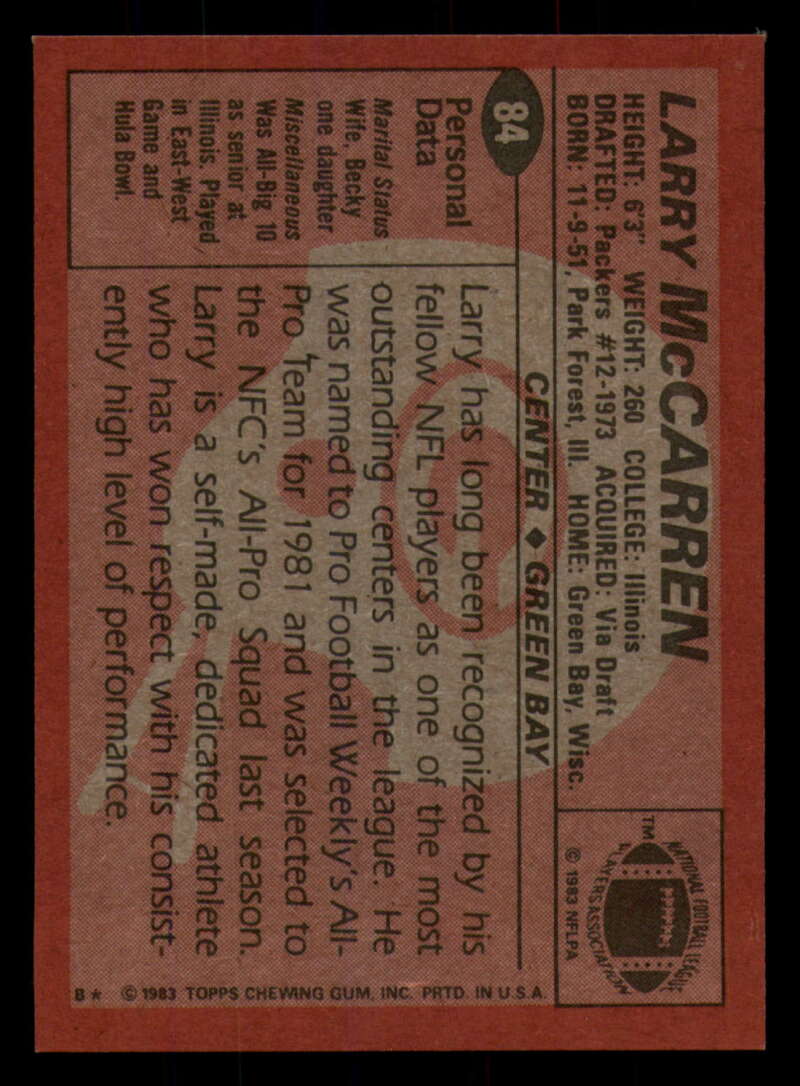 LARRY McCARREN
HEIGHT: 6'3" WEIGHT: 260 COLLEGE: Illinois
DRAFTED: Packers #12-1973 ACQUIRED: Via Draft
BORN: 11-9-51, Park Forest, Ill. HOME: Green Bay, Wisc.
TM
NATIONAL FOOTBALL LEAGUE
PLAYERS
PLAYERS ASSOCIATION
© 1983 NFLPA
84
CENTER ♦ GREEN BAY
Personal
Data
Marital Status
Wife, Becky
one daughter
Miscellaneous
Was All-Big 10
as senior at
Illinois. Played
in East-West
Game and
Hula Bowl.
Larry has long been recognized by his
fellow NFL players as one of the most
outstanding centers in the league. He
was named to Pro Football Weekly's All-
Pro Team for 1981 and was selected to
the NFC's All-Pro Squad last season.
Larry is a self-made, dedicated athlete
who has won respect with his consist-
ently high level of performance.
B* © 1983 TOPPS CHEWING GUM, INC. PRTD. IN U.S.A.